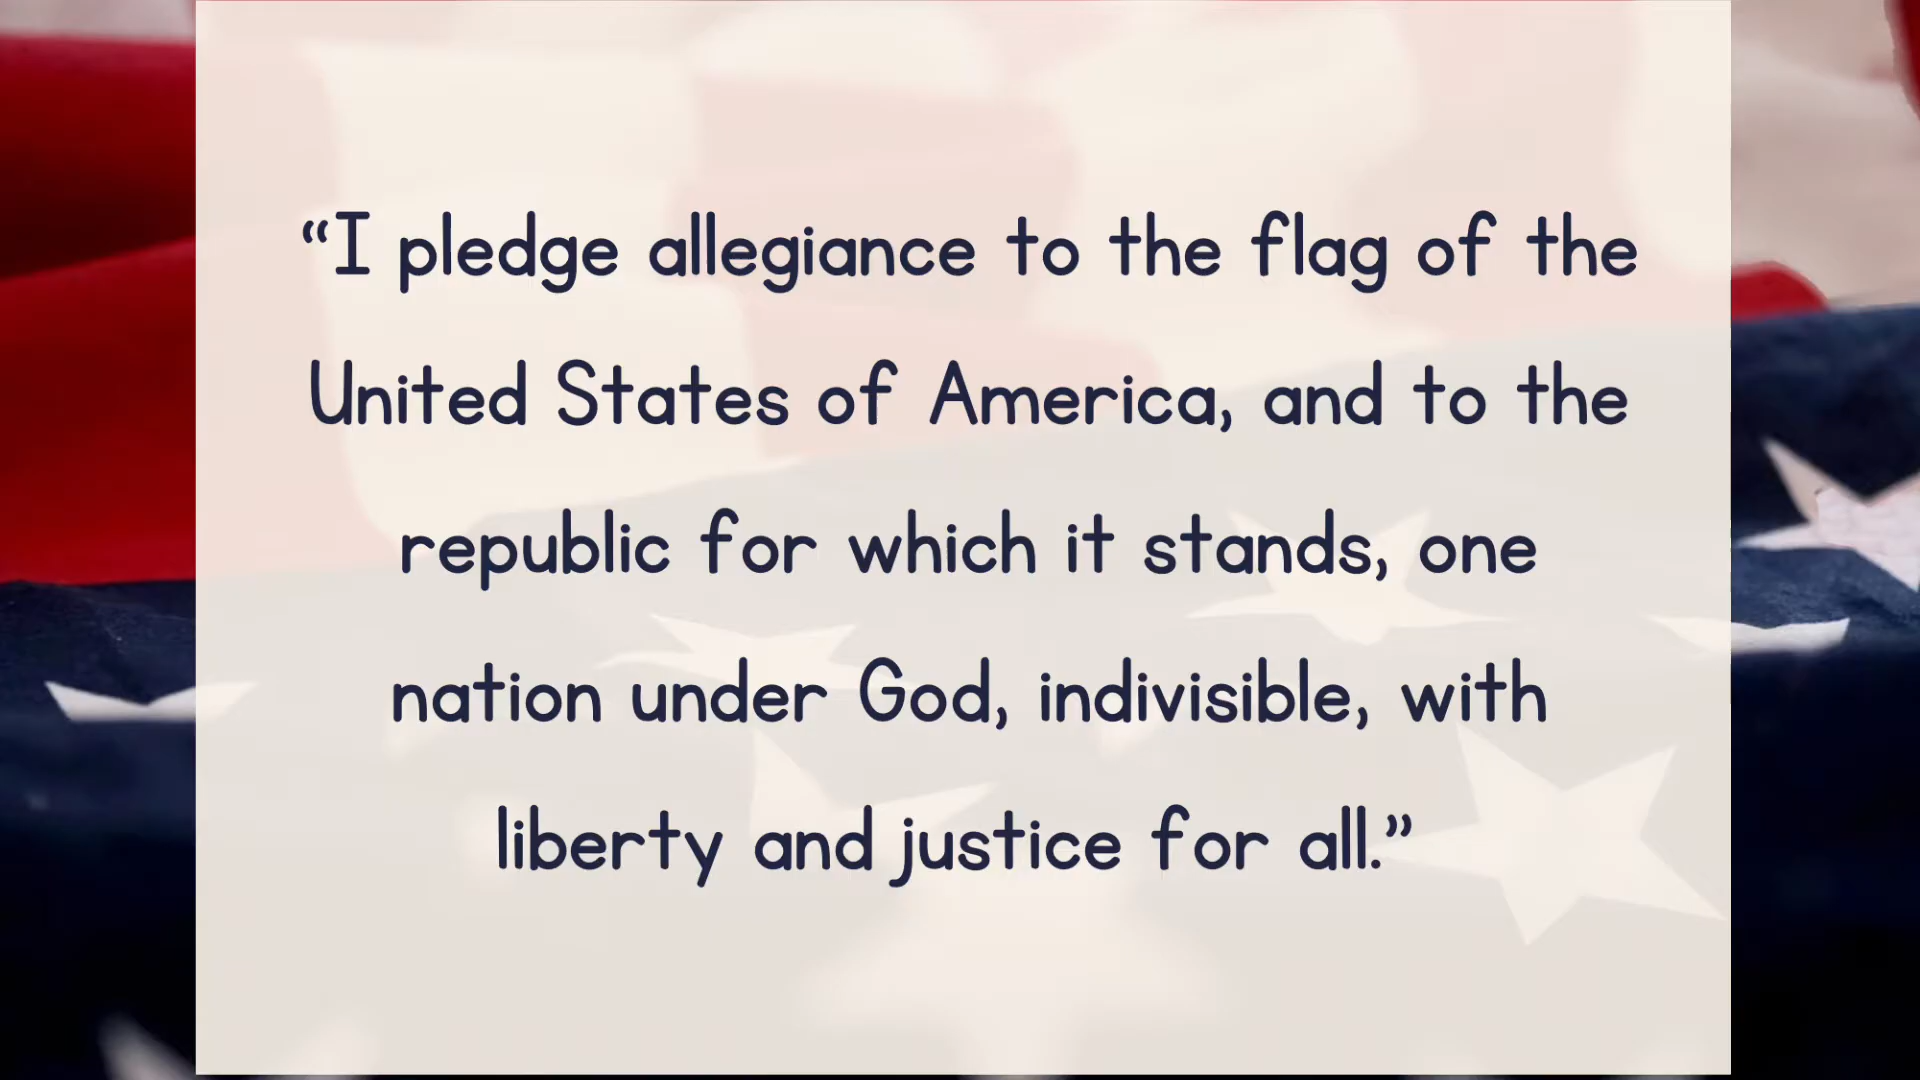 “I pledge allegiance to the flag of the
United States of America, and to the
republic for which it stands, one
nation under God, indivisible, with
liberty and justice for all.”